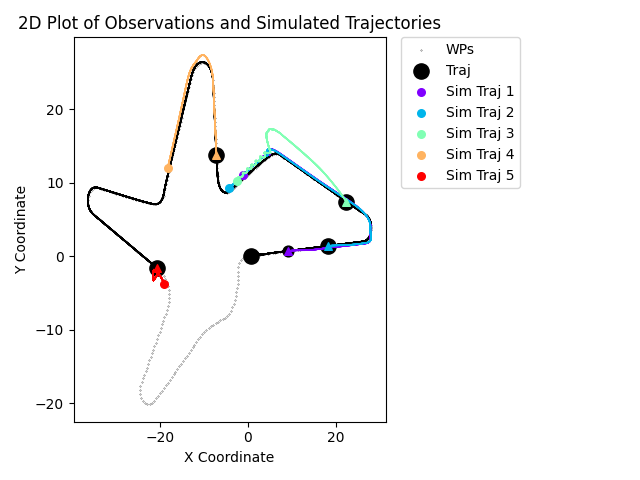 2D Plot of Observations and Simulated Trajectories
WPs
Traj
Sim Traj 1
Sim Traj 2
Sim Traj 3
Sim Traj 4
Sim Traj 5
Y Coordinate
20
10
0
−10
−20
−20 0 20
X Coordinate